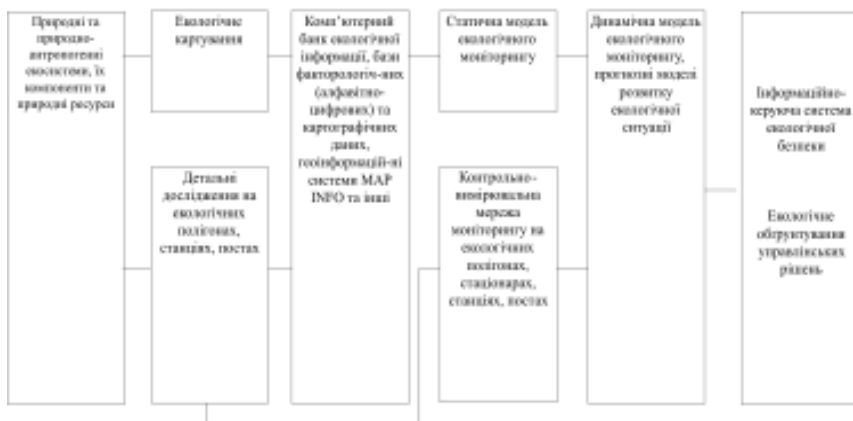 Природні та
природно-
антропогенні
екосистеми, їх
компоненти та
природні ресурси
Екологічне
картування
Детальні
дослідження на
екологічних
полігонах,
станціях, постах
Комп'ютерний
банк екологічної
інформації, бази
факторологіч-них
(алфавітно-
цифрових) та
картографічних
даних,
геоінформацій-ні
системи MAP
INFO та інші
Статична модель
екологічного
моніторингу
Контрольно-
вимірювальна
мережа
моніторингу на
екологічних
полігонах,
стаціонарах,
станціях, постах
Динамічна модель
екологічного
моніторингу,
прогнозні моделі
розвитку
екологічної
ситуації
Інформаційно-
керуюча система
екологічної
безпеки
Екологічне
обґрунтування
управлінських
рішень